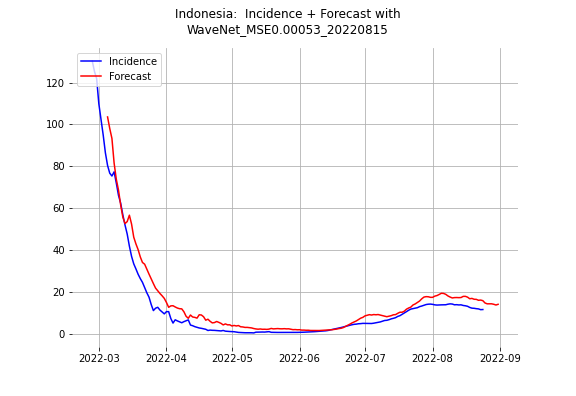 Indonesia:  Incidence + Forecast with
WaveNet_MSE0.00053_20220815
Incidence
Forecast
120
100
80
60
40
20
0
2022-03 2022-04 2022-05 2022-06 2022-07 2022-08 2022-09